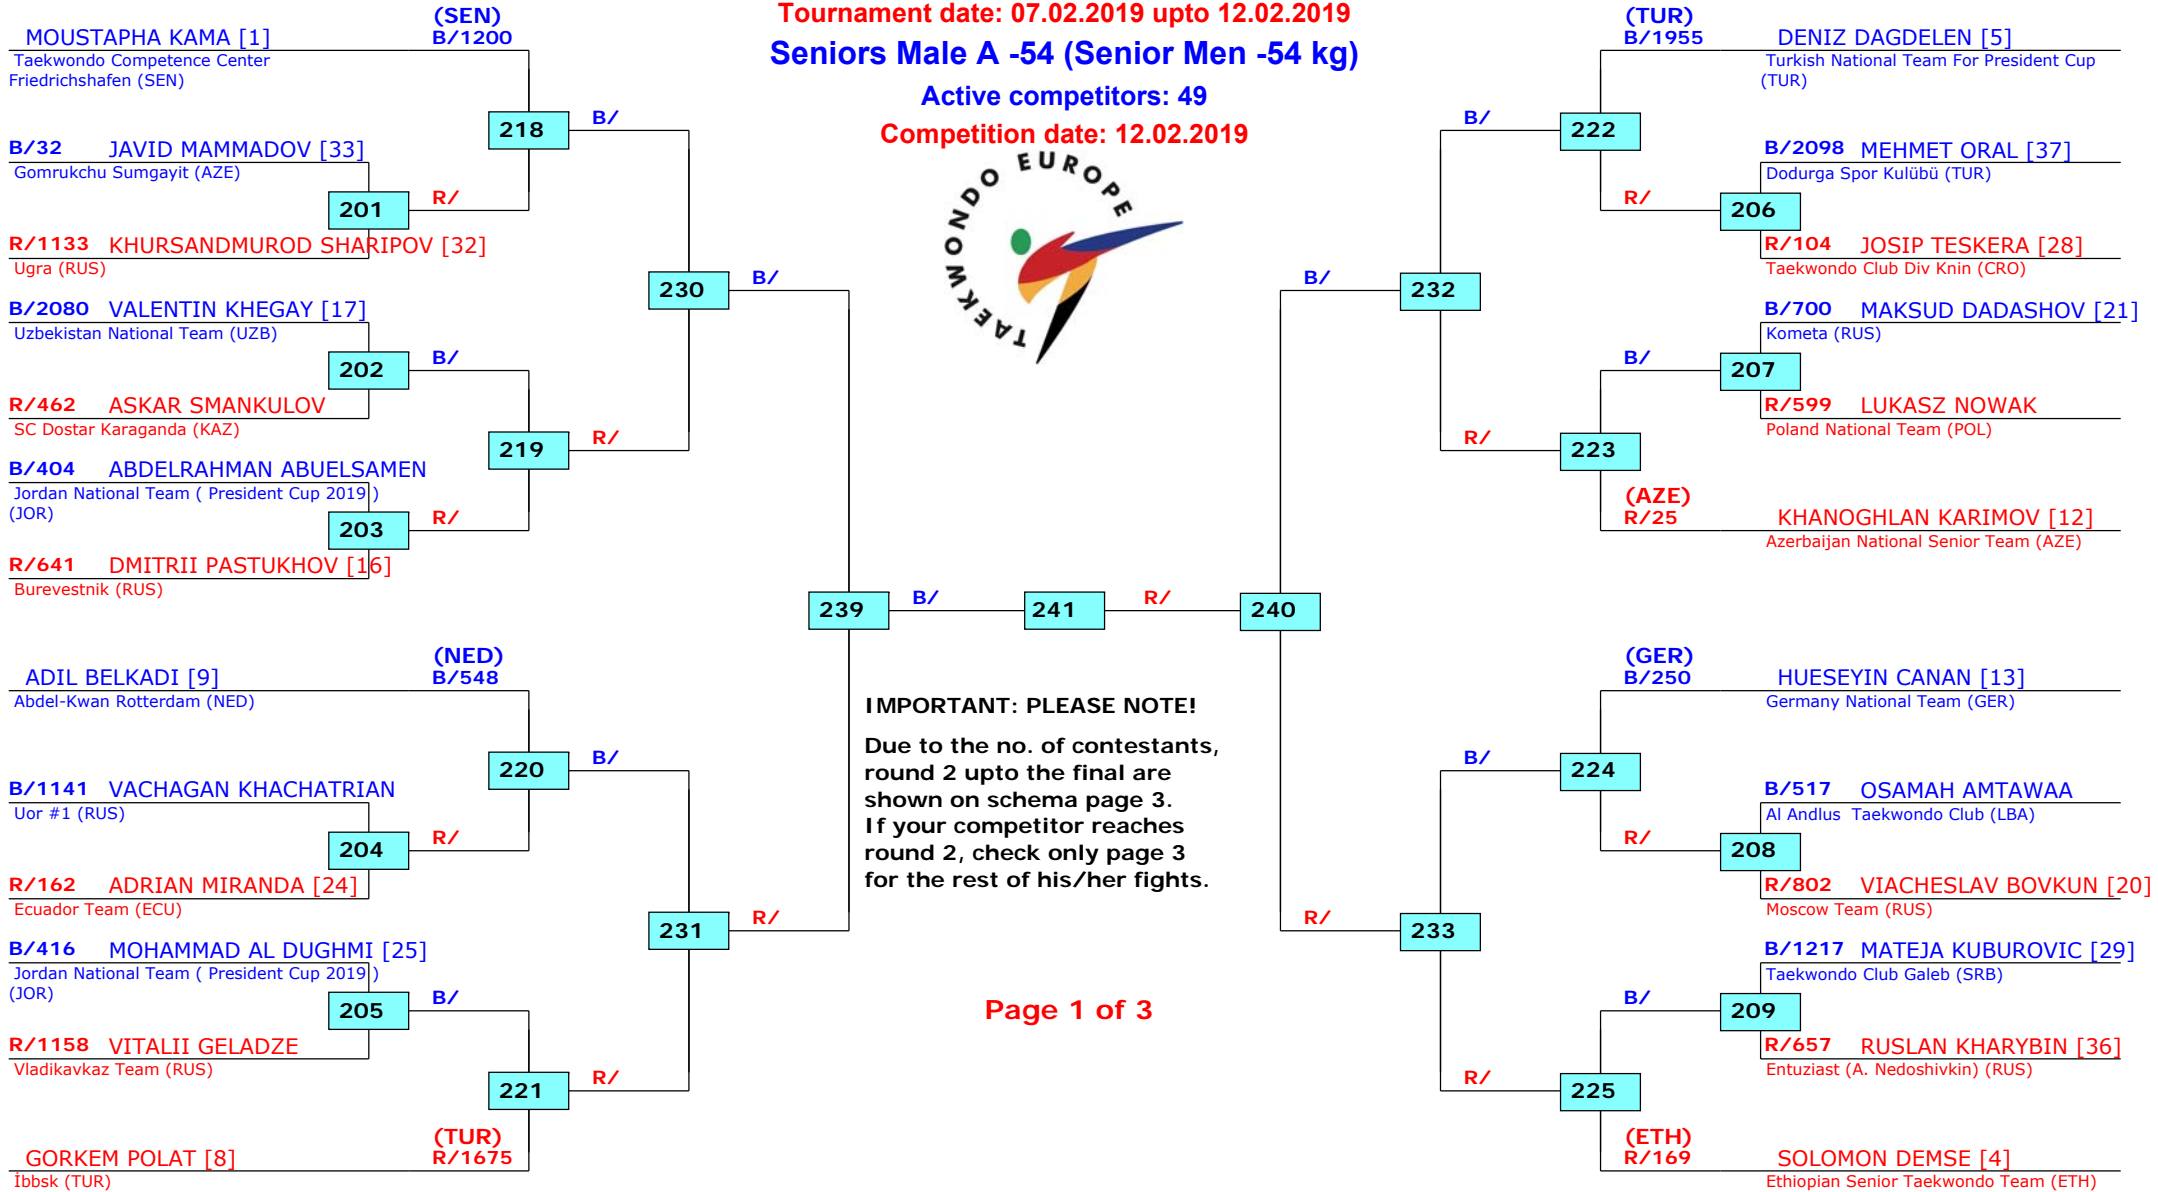 Tournament date: 07.02.2019 upto 12.02.2019
Seniors Male A -54 (Senior Men -54 kg)
Active competitors: 49
Competition date: 12.02.2019
TAEKWONDO EUROPE
(SEN)
MOUSTAPHA KAMA [1] B/1200
Taekwondo Competence Center
Friedrichshafen (SEN)
218 B/
B/32 JAVID MAMMADOV [33]
Gomrukchu Sumgayit (AZE)
201 R/
R/1133 KHURSANDMUROD SHARIPOV [32]
Ugra (RUS)
230 B/
B/2080 VALENTIN KHEGAY [17]
Uzbekistan National Team (UZB)
202 B/
R/462 ASKAR SMANKULOV
SC Dostar Karaganda (KAZ)
219 R/
B/404 ABDELRAHMAN ABUELSAMEN
Jordan National Team ( President Cup 2019 )
(JOR)
203 R/
R/641 DMITRII PASTUKHOV [16]
Burevestnik (RUS)
239 B/ 241 R/ 240
(NED)
ADIL BELKADI [9] B/548
Abdel-Kwan Rotterdam (NED)
220 B/
B/1141 VACHAGAN KHACHATRIAN
Uor #1 (RUS)
204 R/
R/162 ADRIAN MIRANDA [24]
Ecuador Team (ECU)
231 R/
B/416 MOHAMMAD AL DUGHMI [25]
Jordan National Team ( President Cup 2019 )
(JOR)
205 B/
R/1158 VITALII GELADZE
Vladikavkaz Team (RUS)
221 R/
(TUR)
GORKEM POLAT [8] R/1675
İbbsk (TUR)
IMPORTANT: PLEASE NOTE!
Due to the no. of contestants,
round 2 upto the final are
shown on schema page 3.
If your competitor reaches
round 2, check only page 3
for the rest of his/her fights.
Page 1 of 3
(TUR)
B/1955 DENIZ DAGDELEN [5]
Turkish National Team For President Cup
(TUR)
B/ 222
B/2098 MEHMET ORAL [37]
Dodurga Spor Kulübü (TUR)
R/ 206
R/104 JOSIP TESKERA [28]
Taekwondo Club Div Knin (CRO)
B/ 232
B/700 MAKSUD DADASHOV [21]
Kometa (RUS)
B/ 207
R/599 LUKASZ NOWAK
Poland National Team (POL)
R/ 223
(AZE)
R/25 KHANOGHLAN KARIMOV [12]
Azerbaijan National Senior Team (AZE)
(GER)
B/250 HUESEYIN CANAN [13]
Germany National Team (GER)
B/ 224
B/517 OSAMAH AMTAWAA
Al Andlus Taekwondo Club (LBA)
R/ 208
R/802 VIACHESLAV BOVKUN [20]
Moscow Team (RUS)
R/ 233
B/1217 MATEJA KUBUROVIC [29]
Taekwondo Club Galeb (SRB)
B/ 209
R/657 RUSLAN KHARYBIN [36]
Entuziast (A. Nedoshivkin) (RUS)
R/ 225
(ETH)
R/169 SOLOMON DEMSE [4]
Ethiopian Senior Taekwondo Team (ETH)